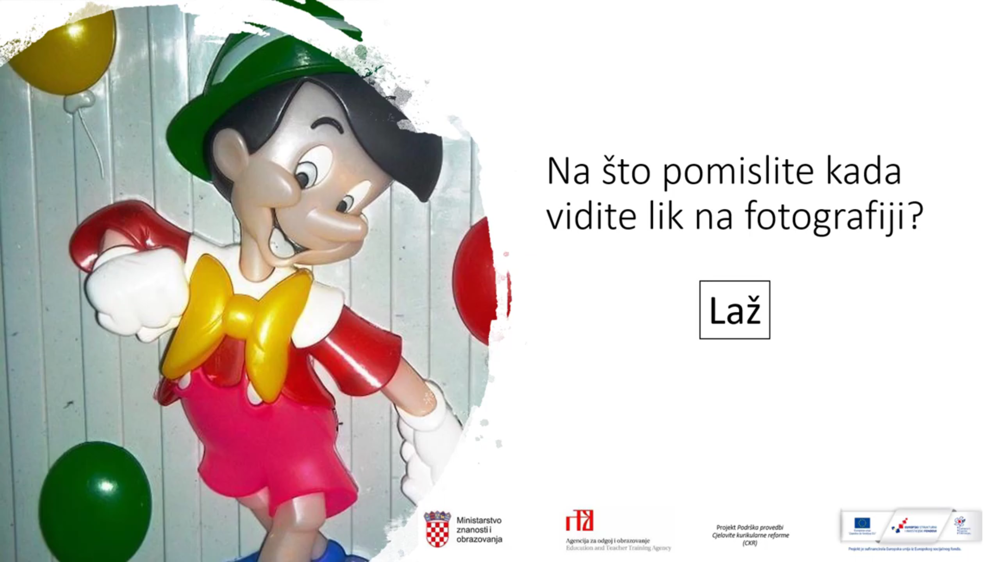 Na što pomislite kada
vidite lik na fotografiji?
Laž
Ministarstvo
znanosti i
obrazovanja
Agencija za odgoj i obrazovanje
Education and Teacher Training Agency
Projekt Podrška provedbi
Cjelovite kurikularne reforme
(CKR)
EUROPSKI STRUKTURNI
I INVESTICIJSKI FONDOVI
Projekt je sufinancirala Europska unija iz Europskog socijalnog fonda.